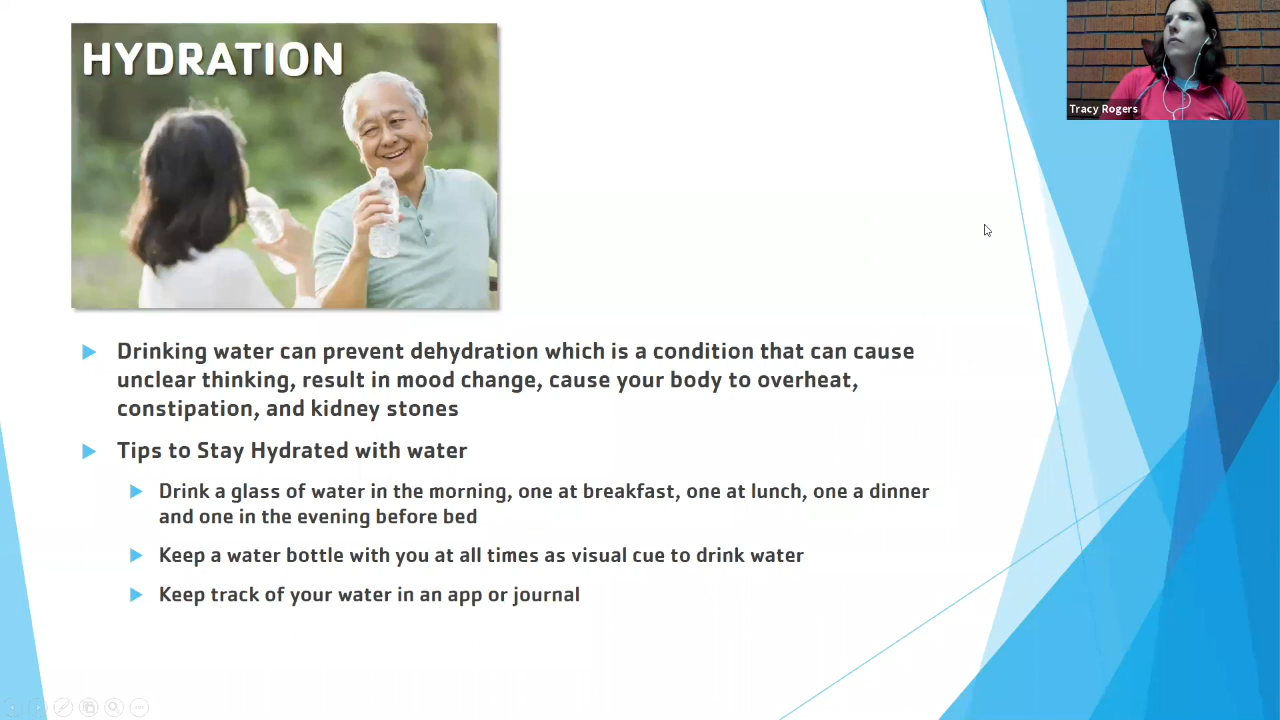 HYDRATION
Tracy Rogers
Drinking water can prevent dehydration which is a condition that can cause
unclear thinking, result in mood change, cause your body to overheat,
constipation, and kidney stones
Tips to Stay Hydrated with water
Drink a glass of water in the morning, one at breakfast, one at lunch, one a dinner
and one in the evening before bed
Keep a water bottle with you at all times as visual cue to drink water
Keep track of your water in an app or journal